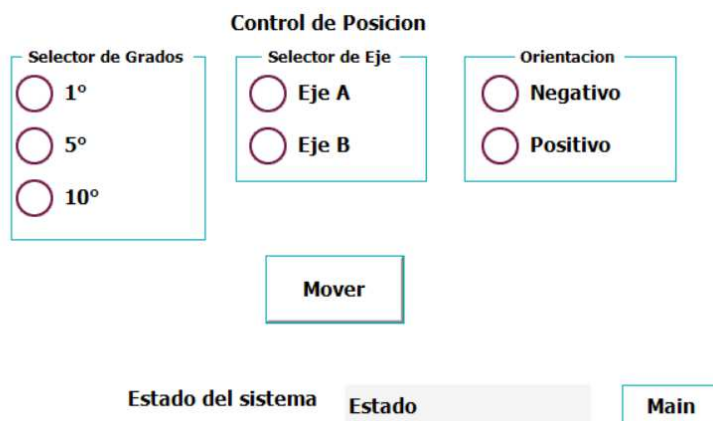 Control de Posicion
Selector de Grados
1°
5°
10°
Selector de Eje
Eje A
Eje B
Orientacion
Negativo
Positivo
Mover
Estado del sistema
Estado
Main